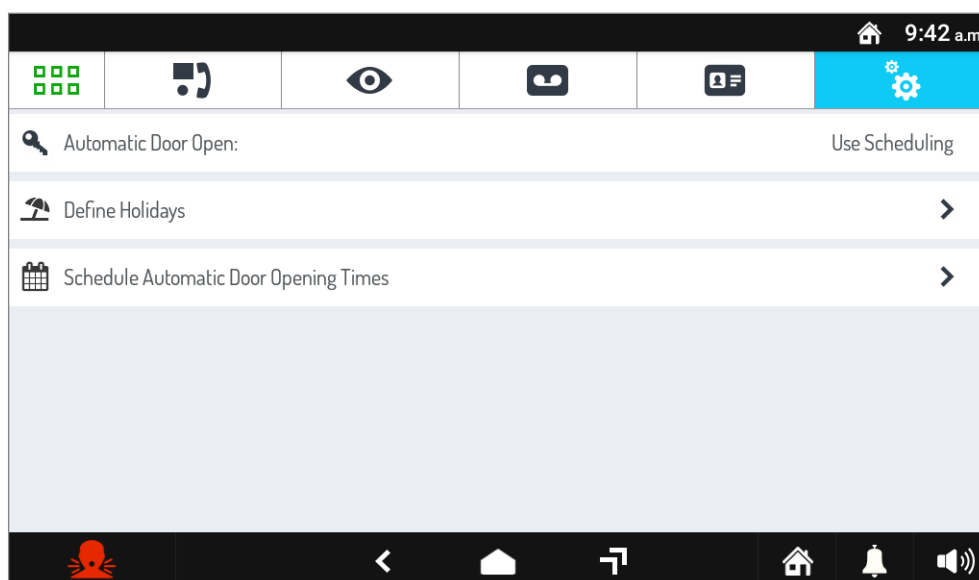 9:42 a.m
Automatic Door Open:
Use Scheduling
Define Holidays
Schedule Automatic Door Opening Times